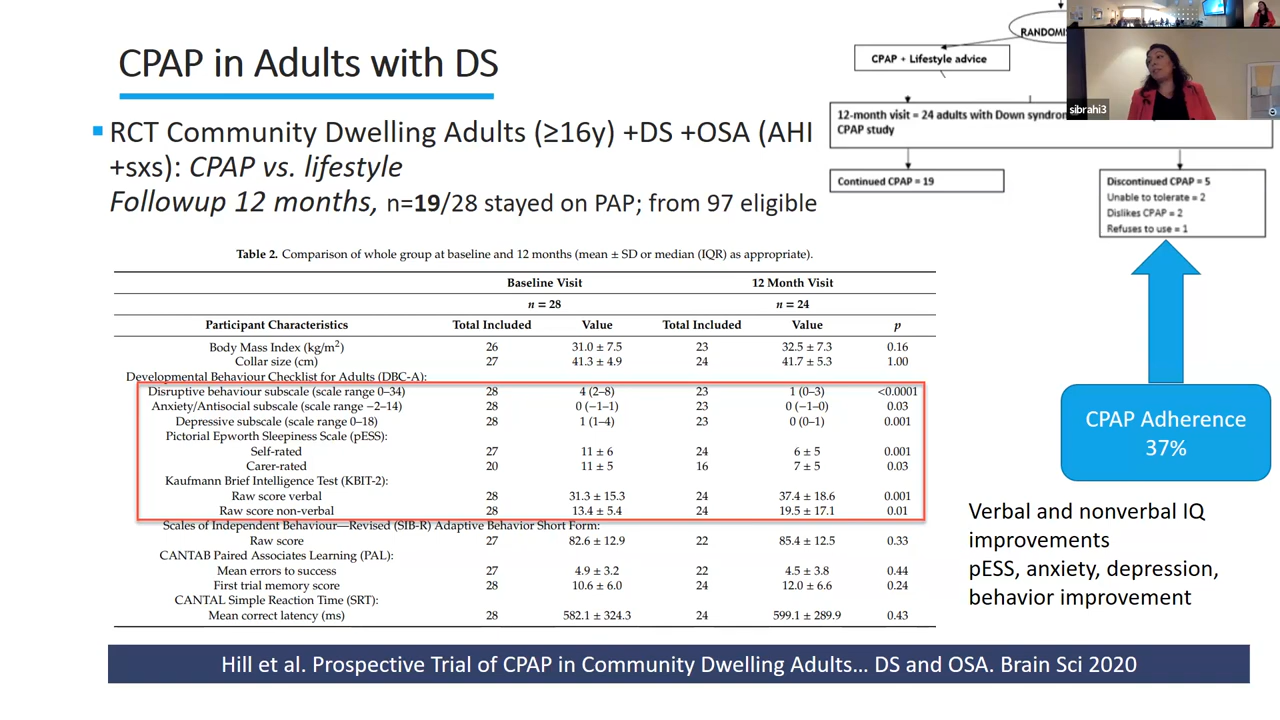 CPAP in Adults with DS
RCT Community Dwelling Adults (≥16y) +DS +OSA (AHI
+sxs): CPAP vs. lifestyle
Followup 12 months, n=19/28 stayed on PAP; from 97 eligible
RANDOMI
CPAP + Lifestyle advice
12-month visit = 24 adults with Down syndro
CPAP study
Continued CPAP = 19
Discontinued CPAP = 5
Unable to tolerate = 2
Dislikes CPAP = 2
Refuses to use = 1
sibrahi3
Table 2. Comparison of whole group at baseline and 12 months (mean ± SD or median (IQR) as appropriate).
Baseline Visit 12 Month Visit
n = 28 n = 24
Participant Characteristics Total Included Value Total Included Value p
Body Mass Index (kg/m²) 26 31.0 ± 7.5 23 32.5 ± 7.3 0.16
Collar size (cm) 27 41.3 ± 4.9 24 41.7 ± 5.3 1.00
Developmental Behaviour Checklist for Adults (DBC-A):
Disruptive behaviour subscale (scale range 0–34) 28 4 (2–8) 23 1 (0–3) <0.0001
Anxiety/Antisocial subscale (scale range −2–14) 28 0 (−1–1) 23 0 (−1–0) 0.03
Depressive subscale (scale range 0–18) 28 1 (1–4) 23 0 (0–1) 0.001
Pictorial Epworth Sleepiness Scale (pESS):
Self-rated 27 11 ± 6 24 6 ± 5 0.001
Carer-rated 20 11 ± 5 16 7 ± 5 0.03
Kaufmann Brief Intelligence Test (KBIT-2):
Raw score verbal 28 31.3 ± 15.3 24 37.4 ± 18.6 0.001
Raw score non-verbal 28 13.4 ± 5.4 24 19.5 ± 17.1 0.01
Scales of Independent Behaviour—Revised (SIB-R) Adaptive Behavior Short Form:
Raw score 27 82.6 ± 12.9 22 85.4 ± 12.5 0.33
CANTAB Paired Associates Learning (PAL):
Mean errors to success 27 4.9 ± 3.2 22 4.5 ± 3.8 0.44
First trial memory score 28 10.6 ± 6.0 24 12.0 ± 6.6 0.24
CANTAL Simple Reaction Time (SRT):
Mean correct latency (ms) 28 582.1 ± 324.3 24 599.1 ± 289.9 0.43
CPAP Adherence
37%
Verbal and nonverbal IQ
improvements
pESS, anxiety, depression,
behavior improvement
Hill et al. Prospective Trial of CPAP in Community Dwelling Adults... DS and OSA. Brain Sci 2020